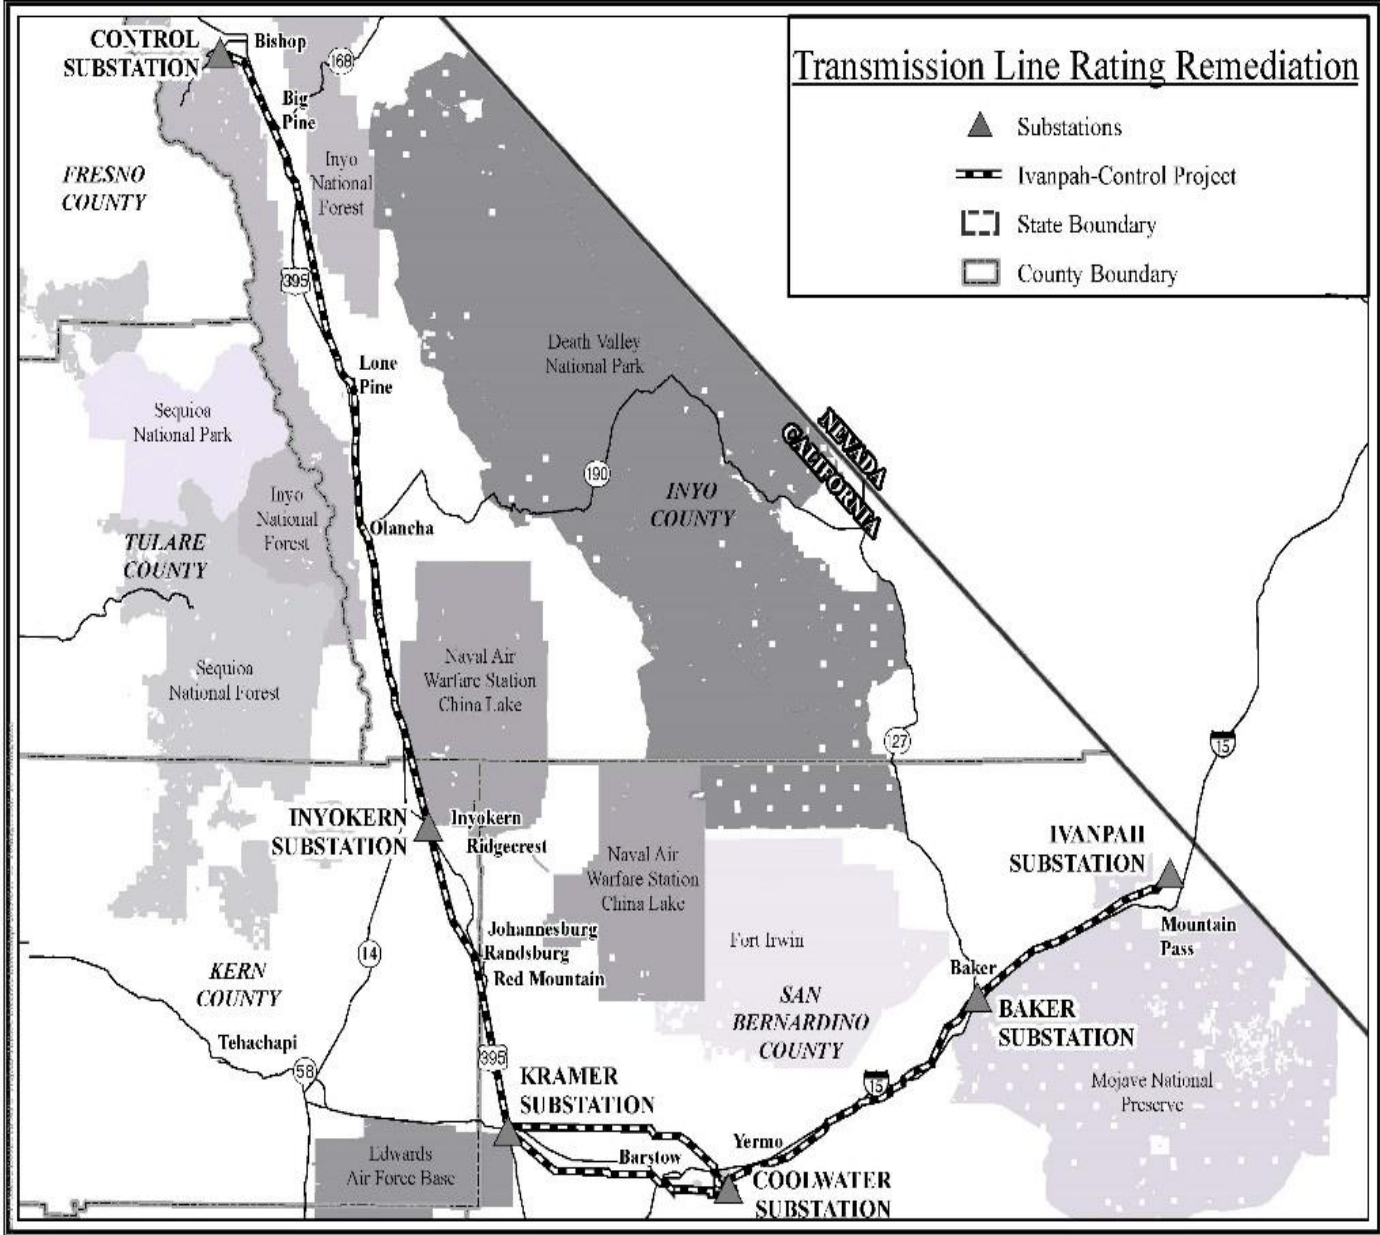 Transmission Line Rating Remediation
Substations
Ivanpah-Control Project
State Boundary
County Boundary
CONTROL
SUBSTATION
Bishop
168
Big
Pine
FRESNO
COUNTY
Inyo
National
Forest
395
Death Valley
National Park
Lone
Pine
Sequioa
National Park
NEVADA
CALIFORNIA
190
INYO
COUNTY
Inyo
National
Forest
Olancha
TULARE
COUNTY
Naval Air
Warfare Station
China Lake
Sequioa
National Forest
127
15
INYOKERN
SUBSTATION
Inyokern
Ridgecrest
IVANPAH
SUBSTATION
Naval Air
Warfare Station
China Lake
Johannesburg
Randsburg
Red Mountain
Fort Irwin
Mountain
Pass
14
KERN
COUNTY
Baker
SAN
BERNARDINO
COUNTY
BAKER
SUBSTATION
Tehachapi
58
395
KRAMER
SUBSTATION
15
Mojave National
Preserve
Yermo
Barstow
Edwards
Air Force Base
COOLWATER
SUBSTATION